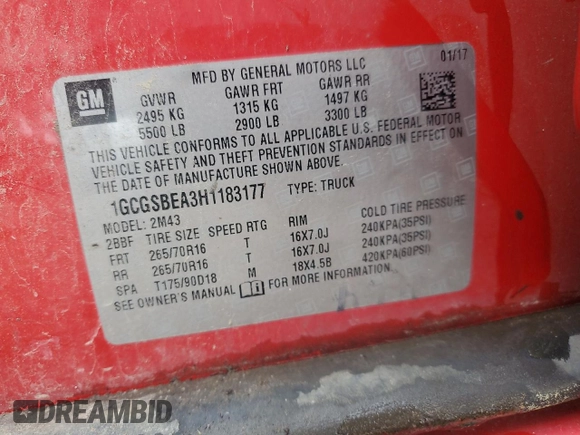 MFD BY GENERAL MOTORS LLC 01/17
GM
GVWR GAWR FRT GAWR RR
2495 KG 1315 KG 1497 KG
5500 LB 2900 LB 3300 LB
THIS VEHICLE CONFORMS TO ALL APPLICABLE U.S. FEDERAL MOTOR
VEHICLE SAFETY AND THEFT PREVENTION STANDARDS IN EFFECT ON
THE DATE OF MANUFACTURE SHOWN ABOVE.
1GCGSBEA3H1183177 TYPE: TRUCK
MODEL: 2M43
2BBF TIRE SIZE SPEED RTG RIM COLD TIRE PRESSURE
FRT 265/70R16 T 16X7.0J 240KPA(35PSI)
RR 265/70R16 T 16X7.0J 240KPA(35PSI)
SPA T175/90D18 M 18X4.5B 420KPA(60PSI)
SEE OWNER'S MANUAL FOR MORE INFORMATION.
DREAMBID